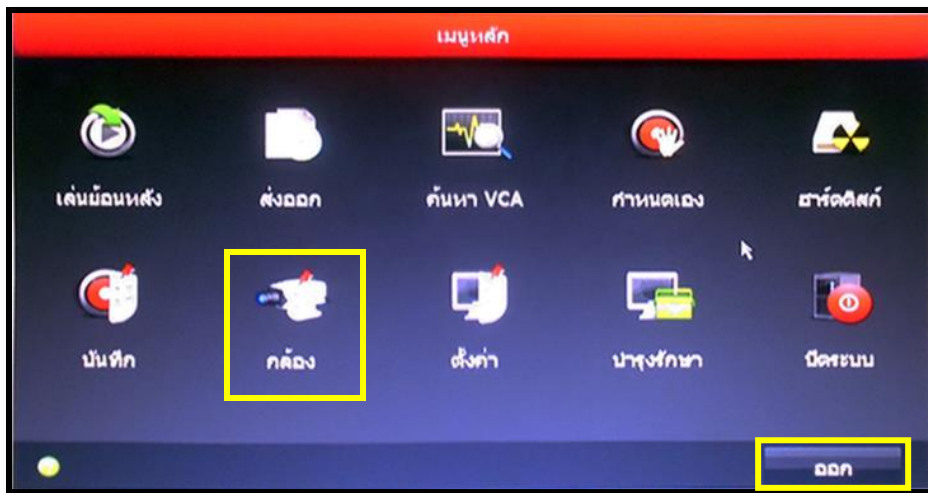 เมนูหลัก
เล่นย้อนหลัง ส่งออก ค้นหา VCA กำหนดเอง ฮาร์ดดิสก์
บันทึก กล้อง ตั้งค่า บำรุงรักษา ปิดระบบ
ออก